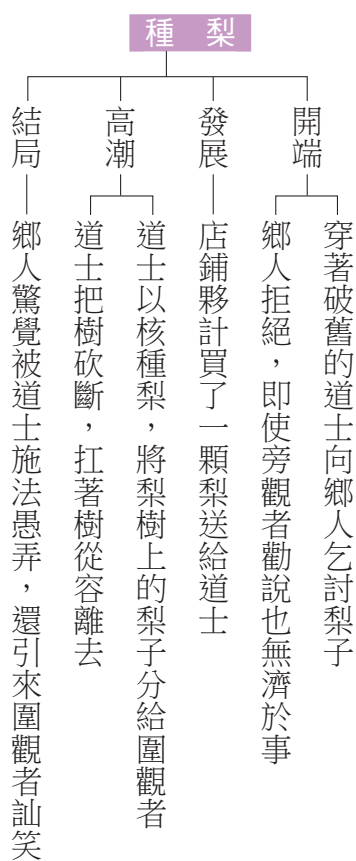 種梨
開端
穿著破舊的道士向鄉人乞討梨子
鄉人拒絕，即使旁觀者勸說也無濟於事
發展
店鋪夥計買了一顆梨送給道士
高潮
道士以核種梨，將梨樹上的梨子分給圍觀者
道士把樹砍斷，扛著樹從容離去
結局
鄉人驚覺被道士施法愚弄，還引來圍觀者訕笑